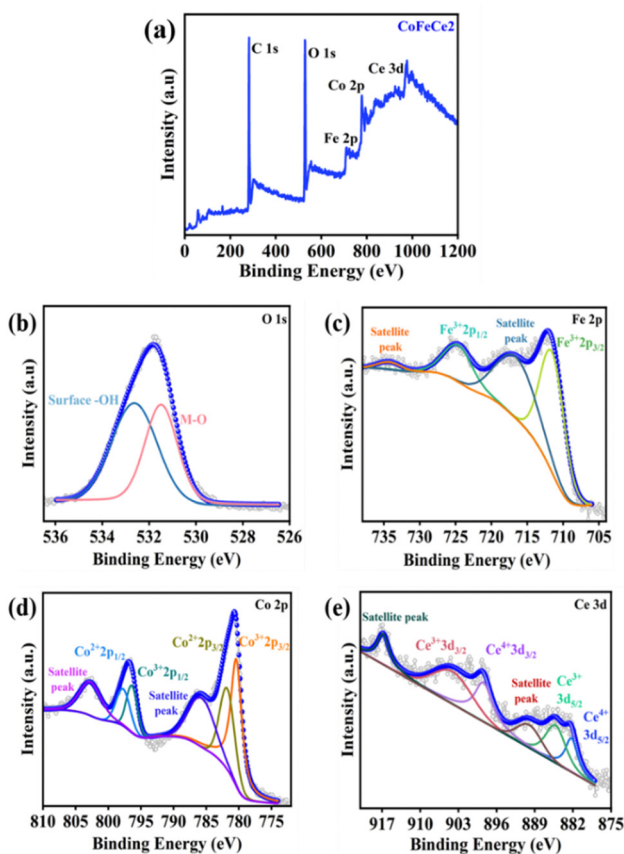 (a)
CoFeCe2
C 1s
O 1s
Ce 3d
Co 2p
Fe 2p
Intensity (a.u)
0 200 400 600 800 1000 1200
Binding Energy (eV)
(b)
O 1s
Surface -OH
M-O
Intensity (a.u)
536 534 532 530 528 526
Binding Energy (eV)
(c)
Fe 2p
Satellite
peak
Fe3+2p1/2
Satellite
peak
Fe3+2p3/2
Intensity (a.u)
735 730 725 720 715 710 705
Binding Energy (eV)
(d)
Co 2p
Co2+2p1/2
Co2+2p3/2
Co3+2p3/2
Satellite
peak
Co3+2p1/2
Satellite
peak
Intensity (a.u.)
810 804 800 795 785 780 774
Binding energy (eV)
(e)
Ce 3d
Satellite peak
Ce3+3d3/2
Ce4+3d3/2
Satellite
peak
Ce3+
3d5/2
Ce4+
3d5/2
Intensity (a.u.)
917 910 903 896 889 882 875
Binding energy (eV)